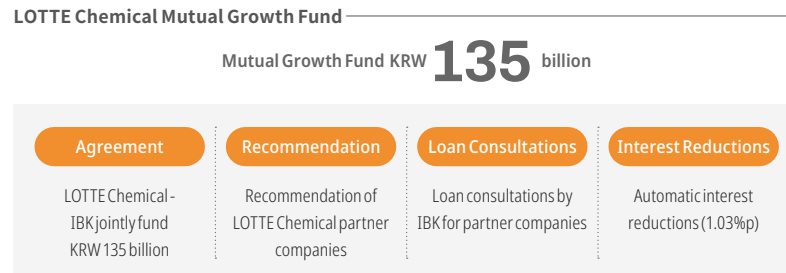 LOTTE Chemical Mutual Growth Fund
Mutual Growth Fund KRW 135 billion
Agreement
LOTTE Chemical -
IBK jointly fund
KRW 135 billion
Recommendation
Recommendation of
LOTTE Chemical partner
companies
Loan Consultations
Loan consultations by
IBK for partner companies
Interest Reductions
Automatic interest
reductions (1.03%p)